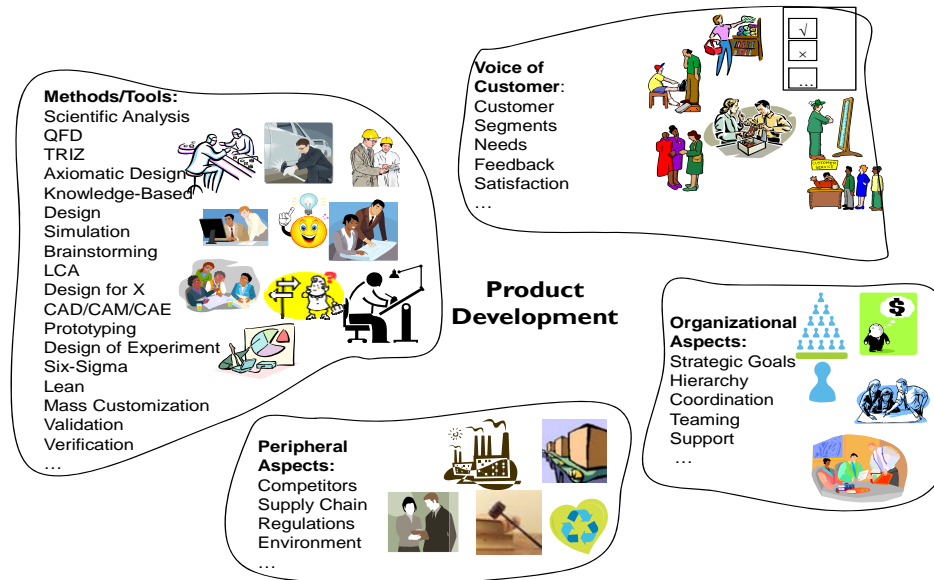 Methods/Tools:
Scientific Analysis
QFD
TRIZ
Axiomatic Design
Knowledge-Based
Design
Simulation
Brainstorming
LCA
Design for X
CAD/CAM/CAE
Prototyping
Design of Experiment
Six-Sigma
Lean
Mass Customization
Validation
Verification
…
?
Voice of
Customer:
Customer
Segments
Needs
Feedback
Satisfaction
…
√
×
…
CUSTOMER
SERVICE
Product
Development
Organizational
Aspects:
Strategic Goals
Hierarchy
Coordination
Teaming
Support
…
$
Peripheral
Aspects:
Competitors
Supply Chain
Regulations
Environment
…